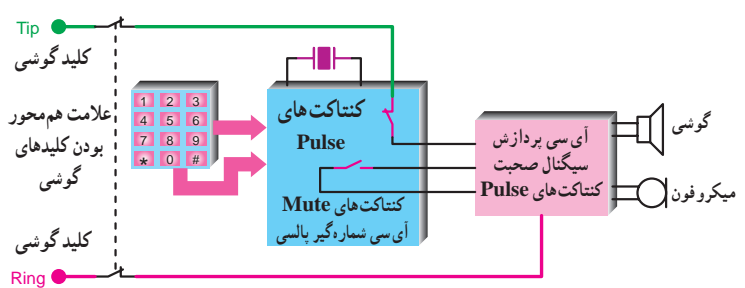 Tip
کلید گوشی
علامت هم‌محور
بودن کلیدهای
گوشی
کلید گوشی
Ring
1 2 3
4 5 6
7 8 9
* 0 #
کنتاکت‌های
Pulse
کنتاکت‌های Mute
آی‌سی شماره‌گیر پالسی
آی‌سی پردازش
سیگنال صحبت
کنتاکت‌های Pulse
گوشی
میکروفون